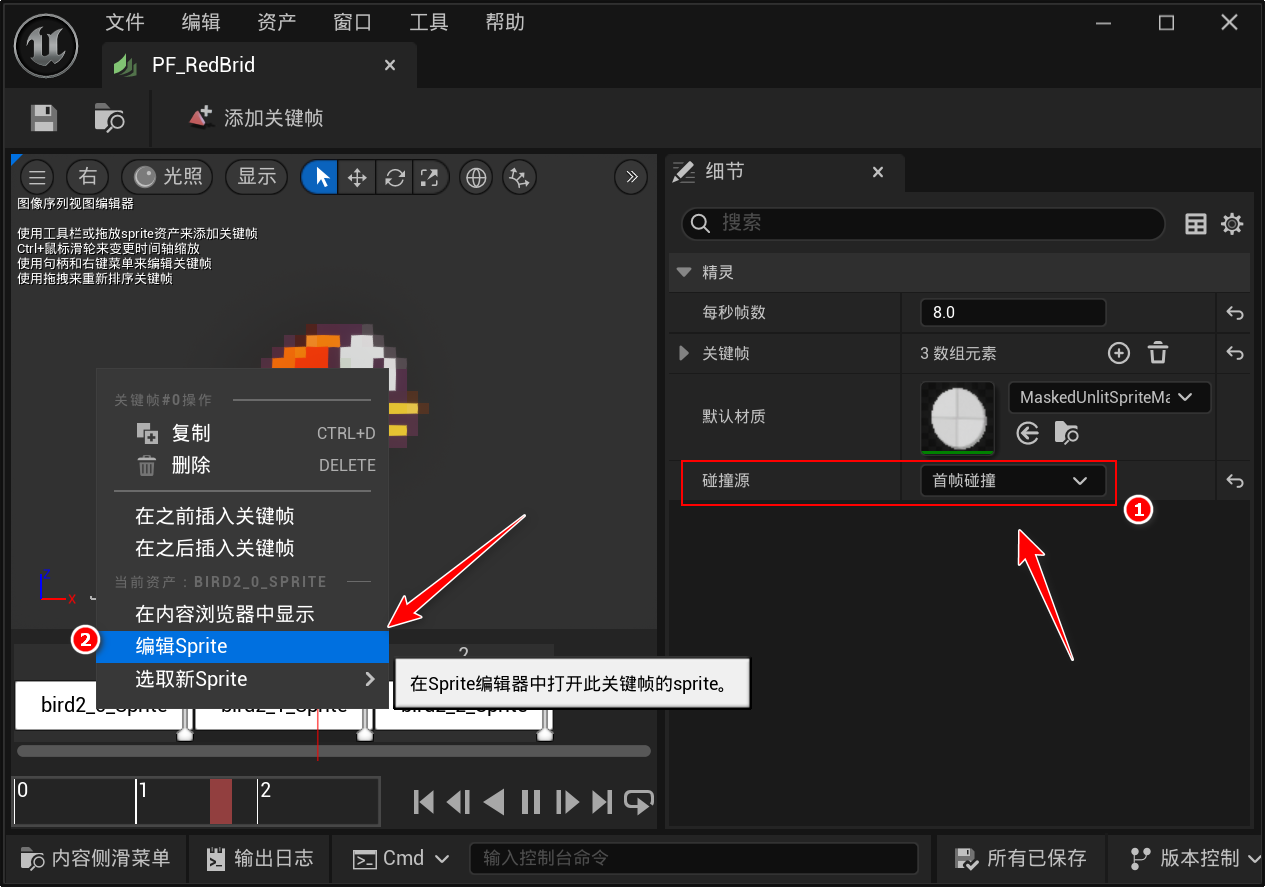 文件 编辑 资产 窗口 工具 帮助
PF_RedBrid
添加关键帧
右 光照 显示
图像序列视图编辑器
使用工具栏或拖放sprite资产来添加关键帧
Ctrl+鼠标滑轮来变更时间轴缩放
使用句柄和右键菜单来编辑关键帧
使用拖拽来重新排序关键帧
关键帧#0操作
复制 CTRL+D
删除 DELETE
在之前插入关键帧
在之后插入关键帧
当前资产：BIRD2_0_SPRITE
在内容浏览器中显示
2
编辑Sprite
选取新Sprite
Z
X
2
在Sprite编辑器中打开此关键帧的sprite。
bird2_0_Sprite bird2_1_Sprite bird2_2_Sprite
0 1 2
细节
搜索
精灵
每秒帧数 8.0
关键帧 3 数组元素
默认材质 MaskedUnlitSpriteMa
碰撞源 首帧碰撞
1
内容侧滑菜单 输出日志 Cmd 输入控制台命令 所有已保存 版本控制